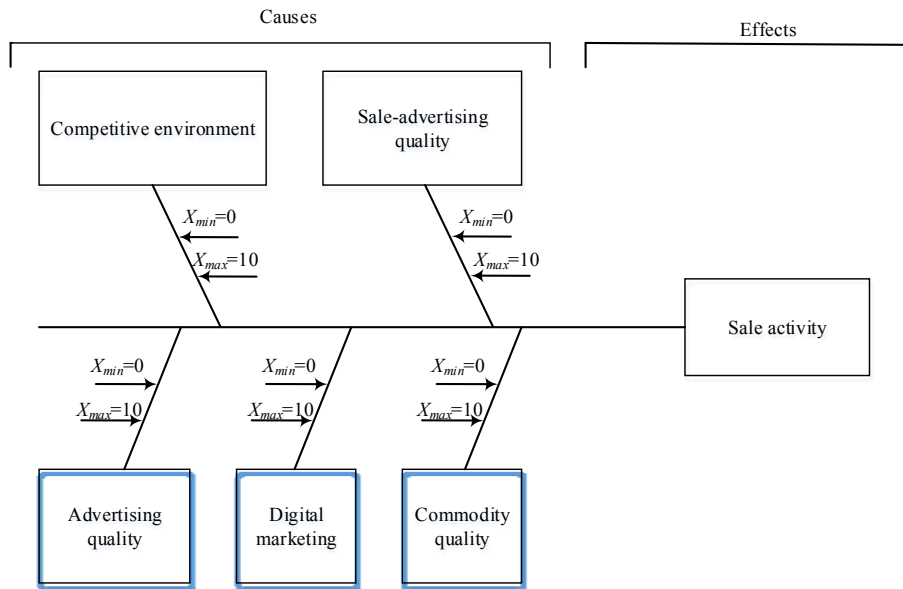 Causes
Effects
Competitive environment
Sale-advertising
quality
Xmin=0
Xmax=10
Xmin=0
Xmax=10
Sale activity
Xmin=0
Xmax=10
Xmin=0
Xmax=10
Xmin=0
Xmax=10
Advertising
quality
Digital
marketing
Commodity
quality